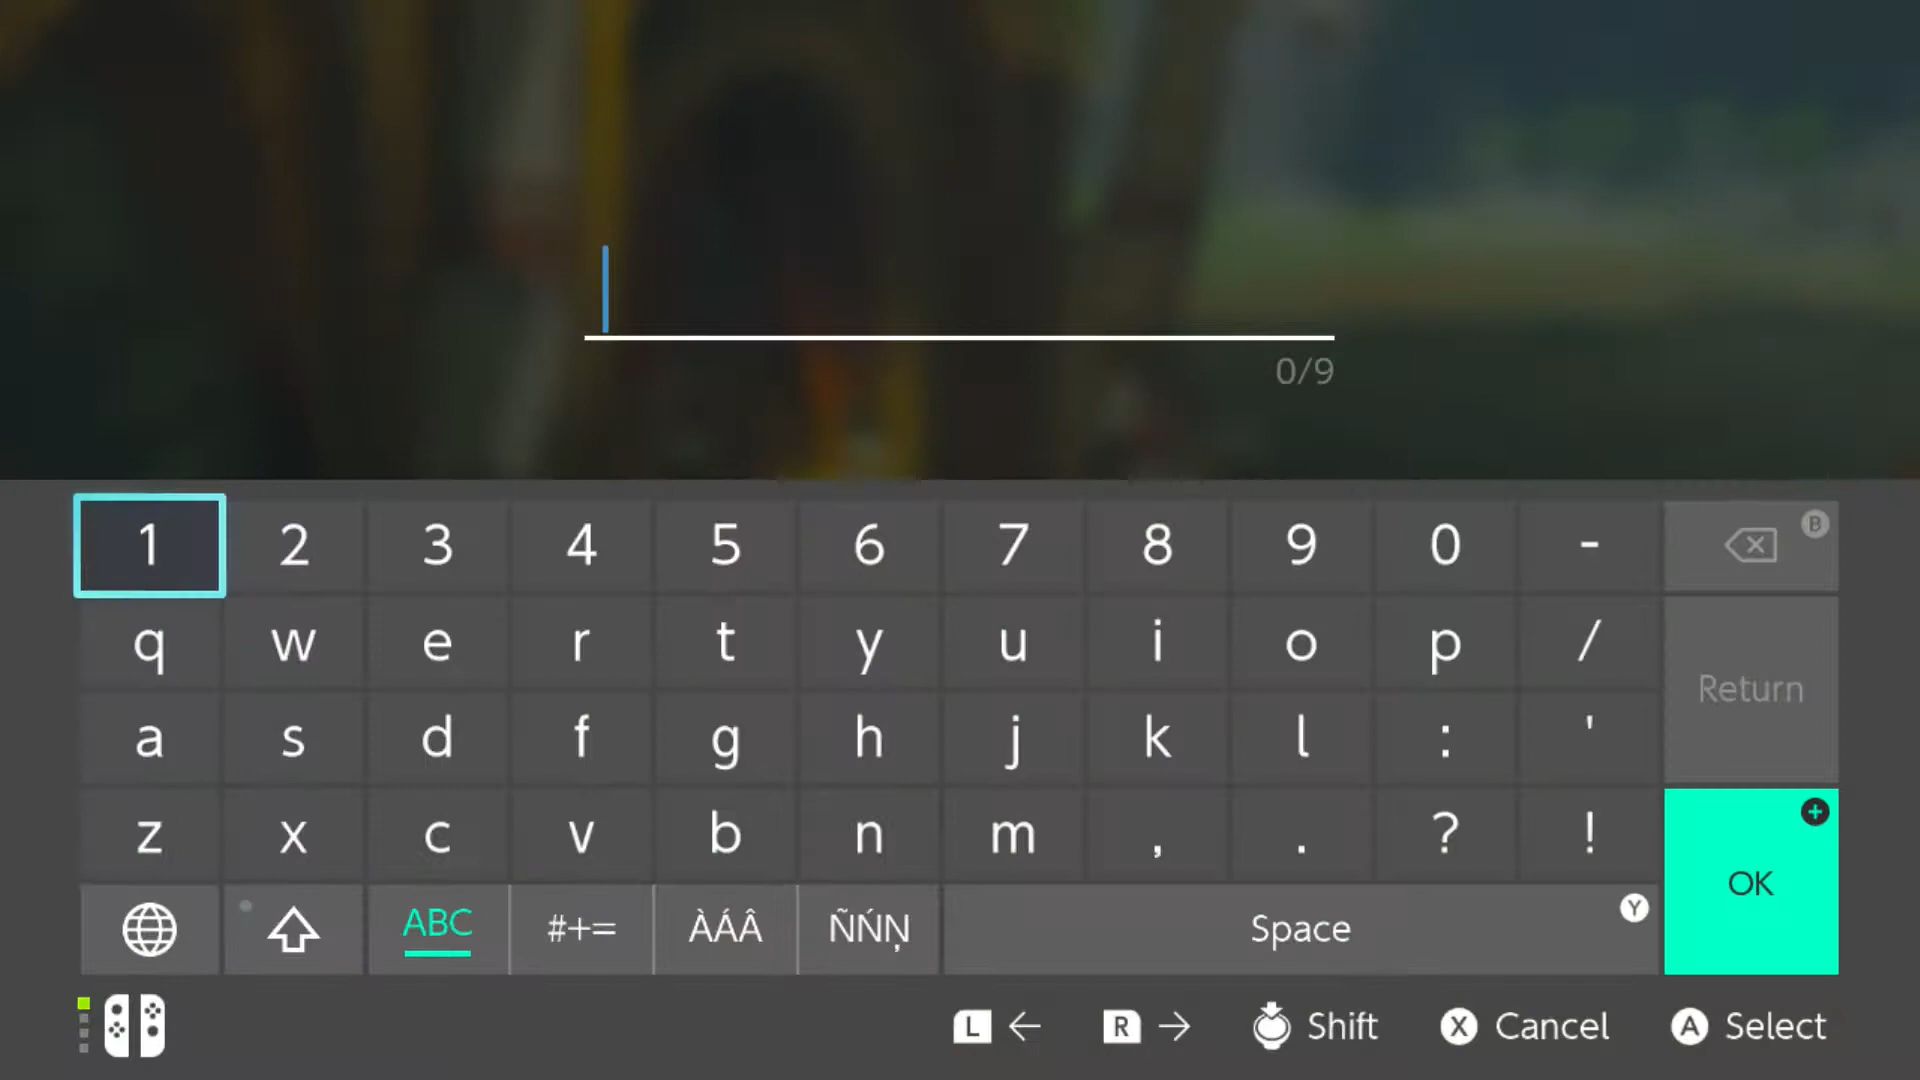 0/9
1 2 3 4 5 6 7 8 9 0 - B
q w e r t y u i o p /
Return
a s d f g h j k l : '
z x c v b n m , . ? ! +
OK
ABC #+= ÀÁÂ ÑŃŅ Space Y
L ← R → Shift X Cancel A Select